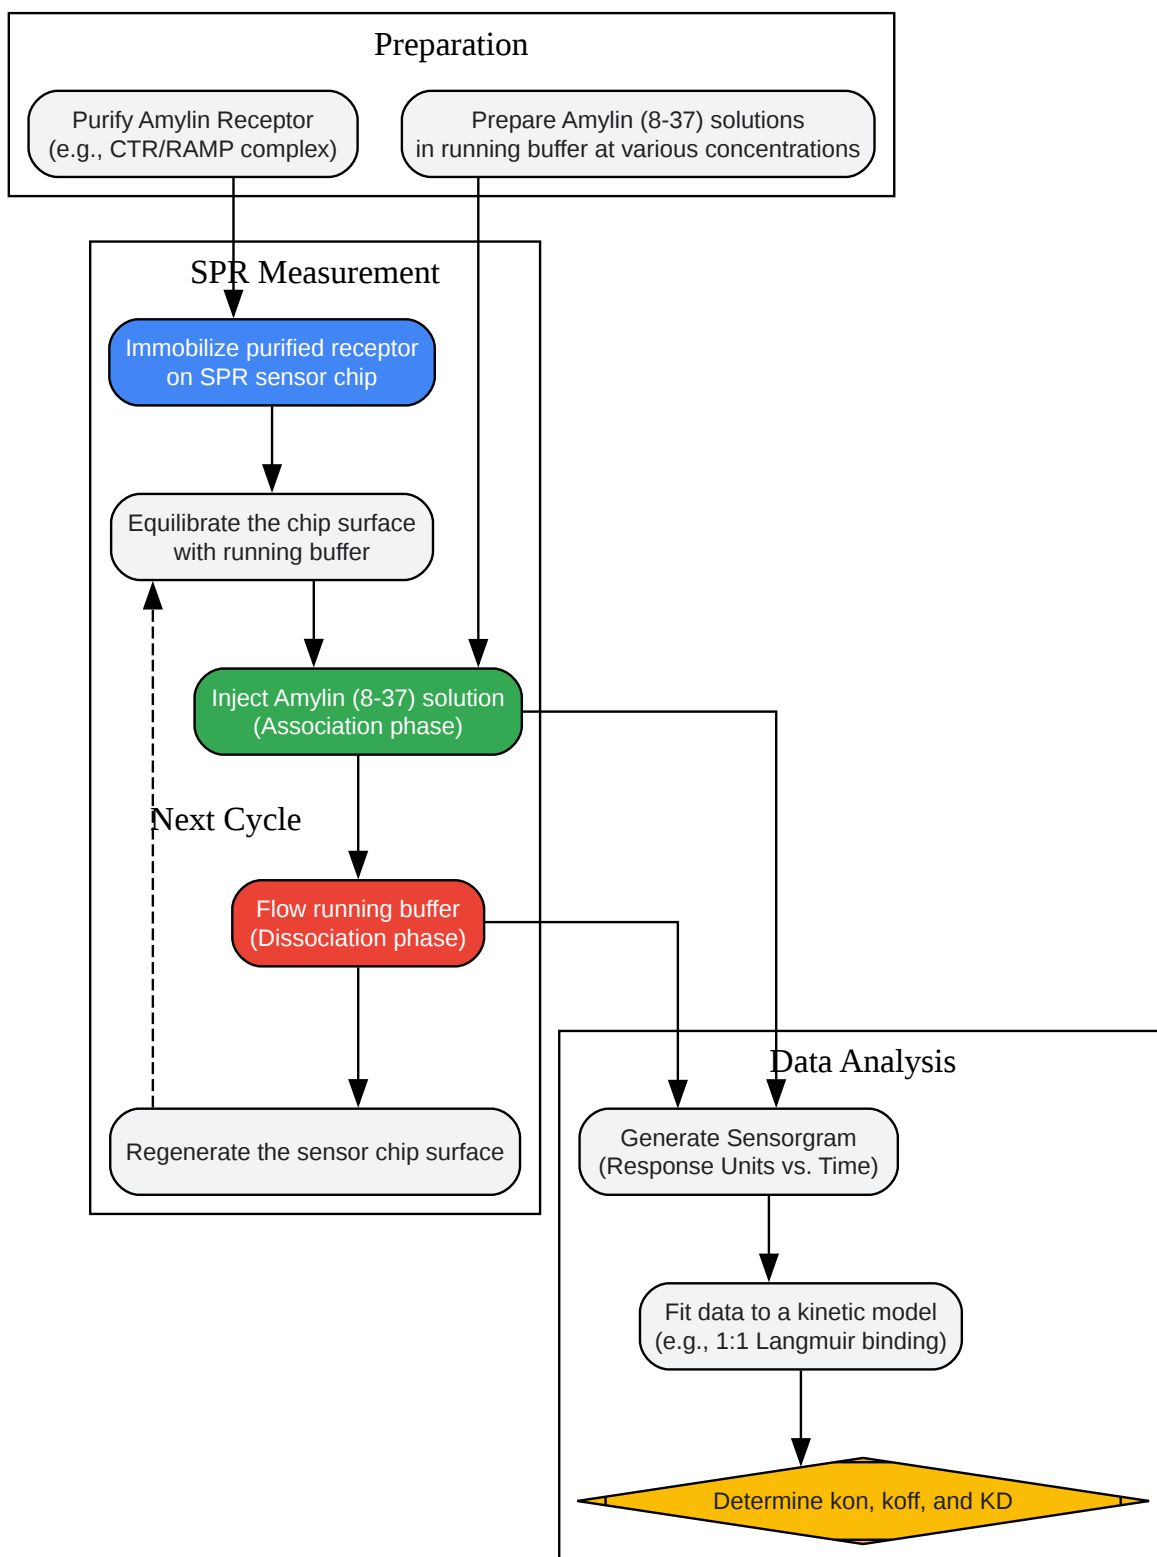 Preparation
Purify Amylin Receptor
(e.g., CTR/RAMP complex)
Prepare Amylin (8-37) solutions
in running buffer at various concentrations
SPR Measurement
Immobilize purified receptor
on SPR sensor chip
Equilibrate the chip surface
with running buffer
Inject Amylin (8-37) solution
(Association phase)
Next Cycle
Flow running buffer
(Dissociation phase)
Regenerate the sensor chip surface
Data Analysis
Generate Sensorgram
(Response Units vs. Time)
Fit data to a kinetic model
(e.g., 1:1 Langmuir binding)
Determine kon, koff, and KD